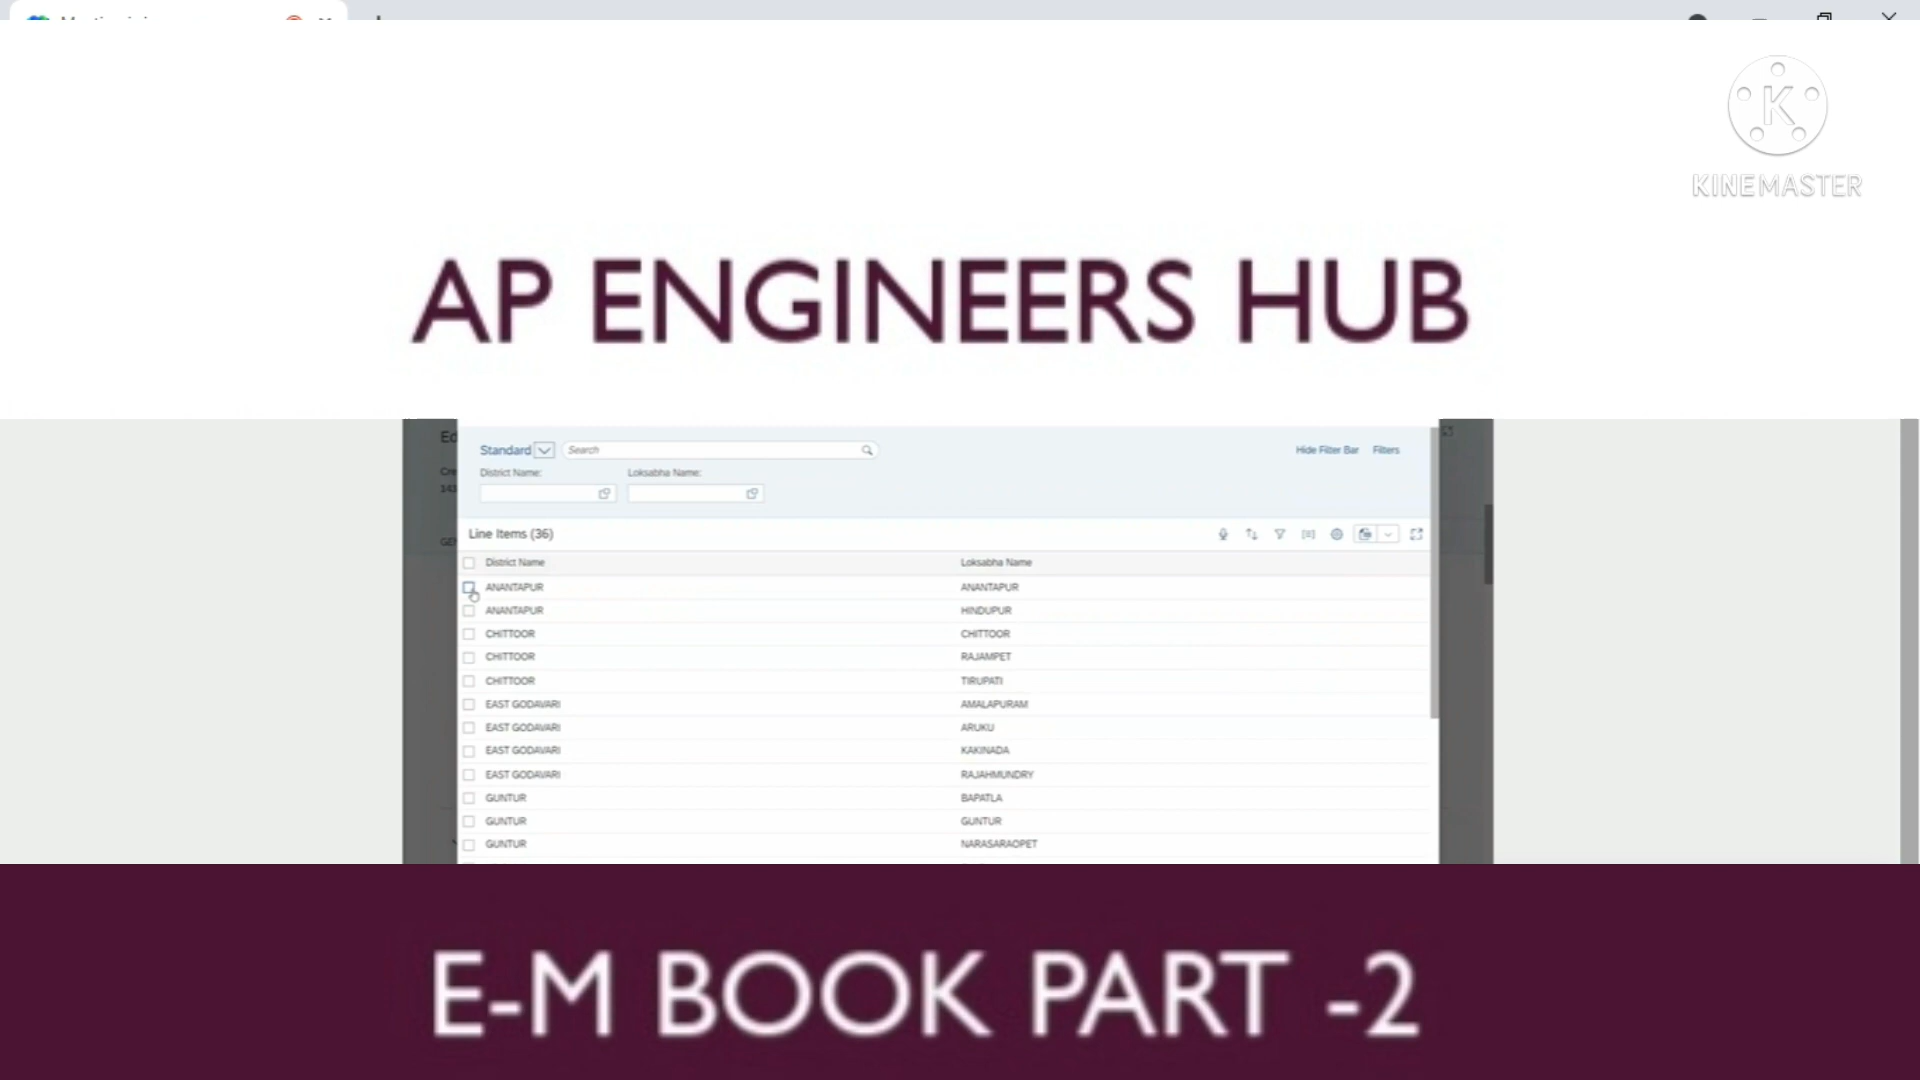 KINEMASTER
AP ENGINEERS HUB
Standard Search Hide Filter Bar Filters
District Name: Loksabha Name:
Line Items (36)
District Name Loksabha Name
ANANTAPUR ANANTAPUR
ANANTAPUR HINDUPUR
CHITTOOR CHITTOOR
CHITTOOR RAJAMPET
CHITTOOR TIRUPATI
EAST GODAVARI AMALAPURAM
EAST GODAVARI ARUKU
EAST GODAVARI KAKINADA
EAST GODAVARI RAJAHMUNDRY
GUNTUR BAPATLA
GUNTUR GUNTUR
GUNTUR NARASARAOPET
E-M BOOK PART -2